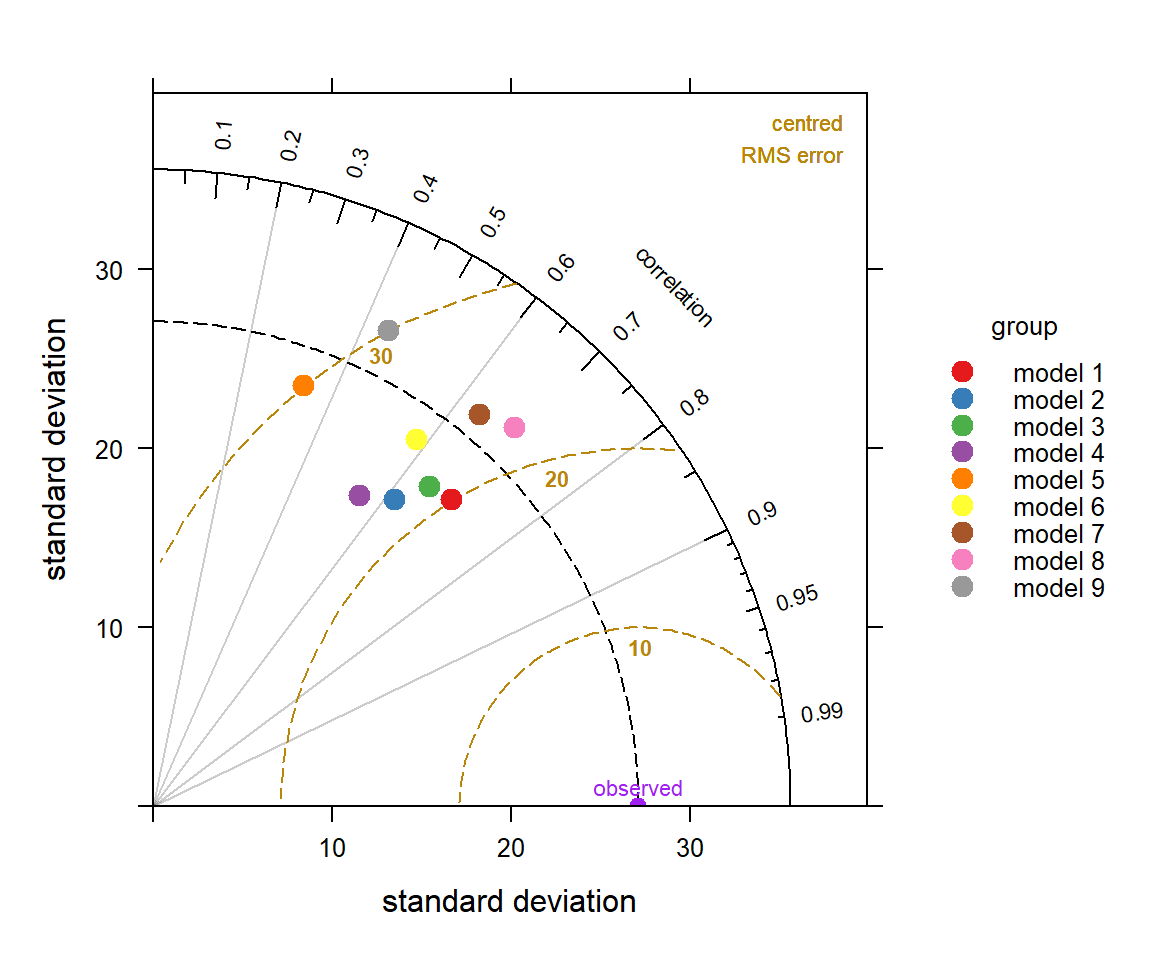 centred
RMS error
0.1
0.2
0.3
0.4
0.5
0.6
0.7
0.8
0.9
0.95
0.99
correlation
30
20
10
standard deviation
30
20
10
observed
10
20
30
standard deviation
group
model 1
model 2
model 3
model 4
model 5
model 6
model 7
model 8
model 9